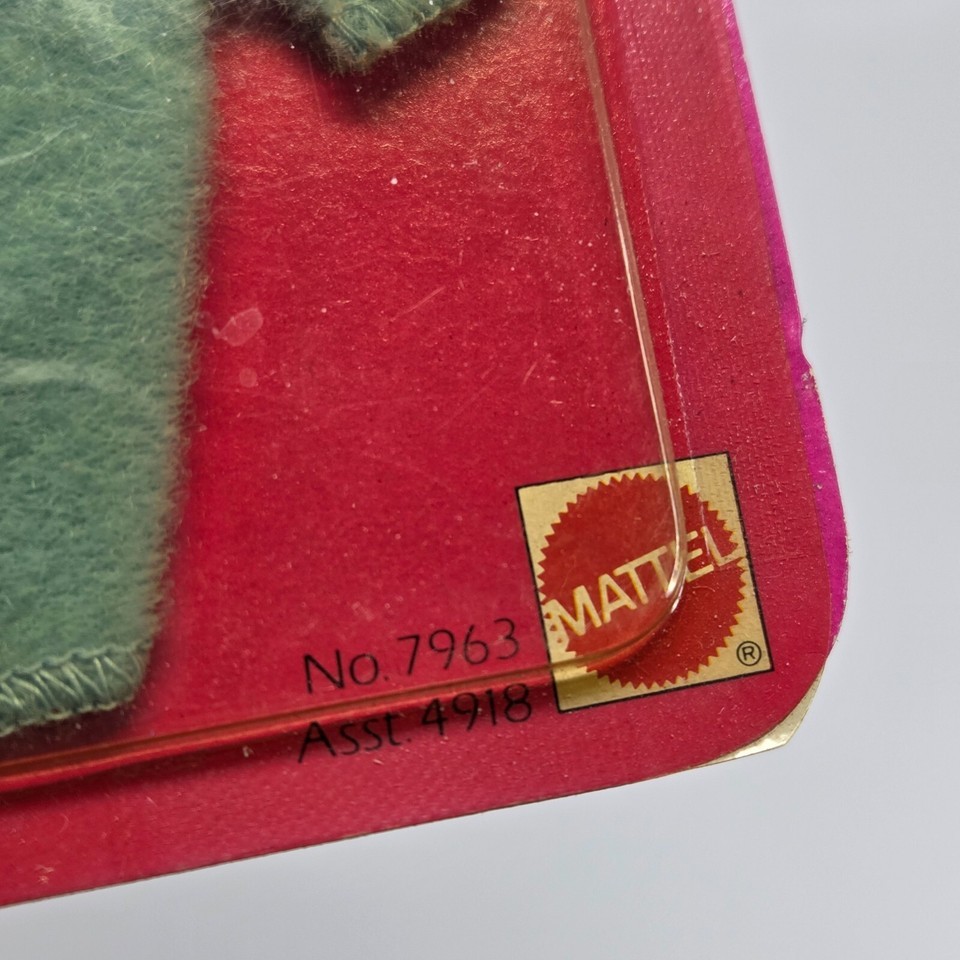 MATTEL
®
No. 7963
Asst. 4918